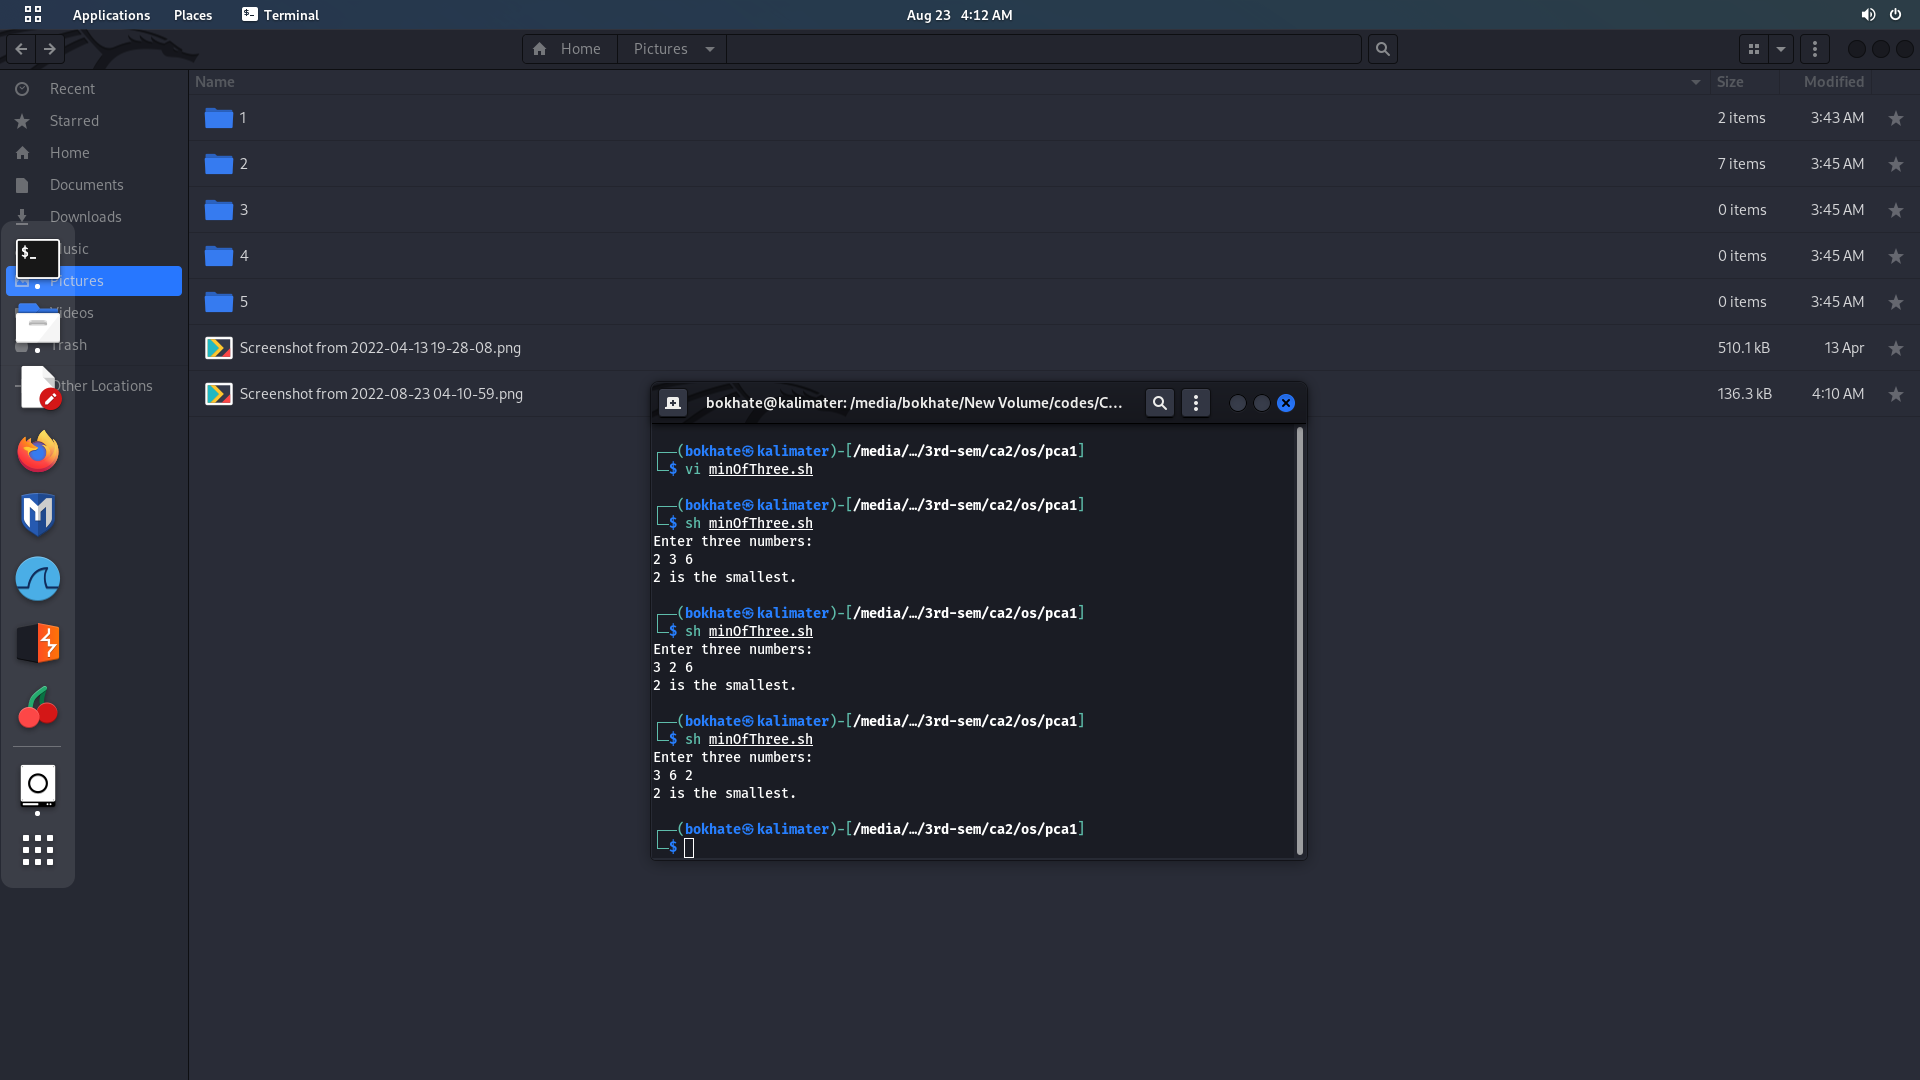 Applications Places Terminal Aug 23 4:12 AM
Home Pictures
Name Size Modified
Recent
Starred
Home
Documents
Downloads
usic
Pictures
ideos
Trash
Other Locations
1 2 items 3:43 AM
2 7 items 3:45 AM
3 0 items 3:45 AM
4 0 items 3:45 AM
5 0 items 3:45 AM
Screenshot from 2022-04-13 19-28-08.png 510.1 kB 13 Apr
Screenshot from 2022-08-23 04-10-59.png 136.3 kB 4:10 AM
$_
bokhate@kalimater: /media/bokhate/New Volume/codes/C...
┌──(bokhate㉿kalimater)-[/media/…/3rd-sem/ca2/os/pca1]
└─$ vi minOfThree.sh
┌──(bokhate㉿kalimater)-[/media/…/3rd-sem/ca2/os/pca1]
└─$ sh minOfThree.sh
Enter three numbers:
2 3 6
2 is the smallest.
┌──(bokhate㉿kalimater)-[/media/…/3rd-sem/ca2/os/pca1]
└─$ sh minOfThree.sh
Enter three numbers:
3 2 6
2 is the smallest.
┌──(bokhate㉿kalimater)-[/media/…/3rd-sem/ca2/os/pca1]
└─$ sh minOfThree.sh
Enter three numbers:
3 6 2
2 is the smallest.
┌──(bokhate㉿kalimater)-[/media/…/3rd-sem/ca2/os/pca1]
└─$